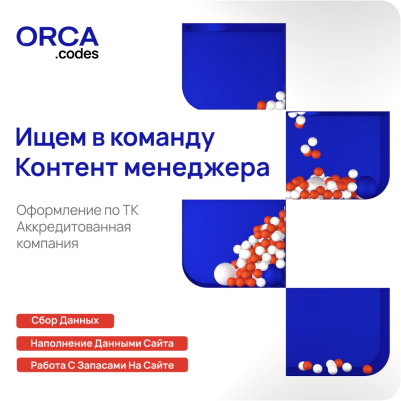 ORCA
.codes
Ищем в команду
Контент менеджера
Оформление по ТК
Аккредитованная
компания
Сбор Данных
Наполнение Данными Сайта
Работа С Запасами На Сайте